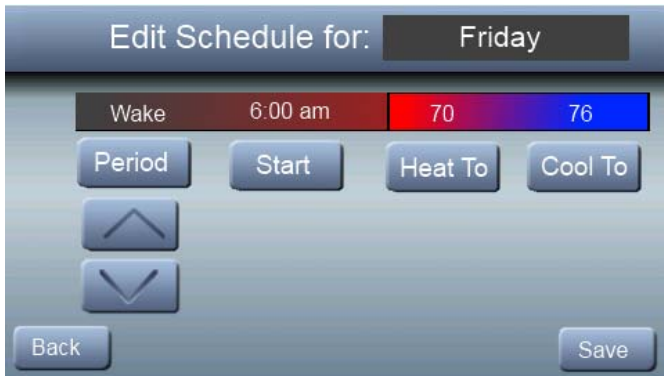 Edit Schedule for: Friday
Wake 6:00 am 70 76
Period Start Heat To Cool To
Back Save